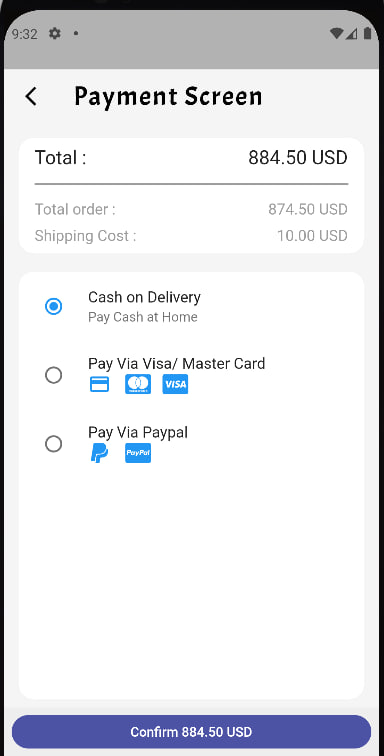 9:32
Payment Screen
Total : 884.50 USD
Total order : 874.50 USD
Shipping Cost : 10.00 USD
Cash on Delivery
Pay Cash at Home
Pay Via Visa/ Master Card
VISA
Pay Via Paypal
PayPal
Confirm 884.50 USD